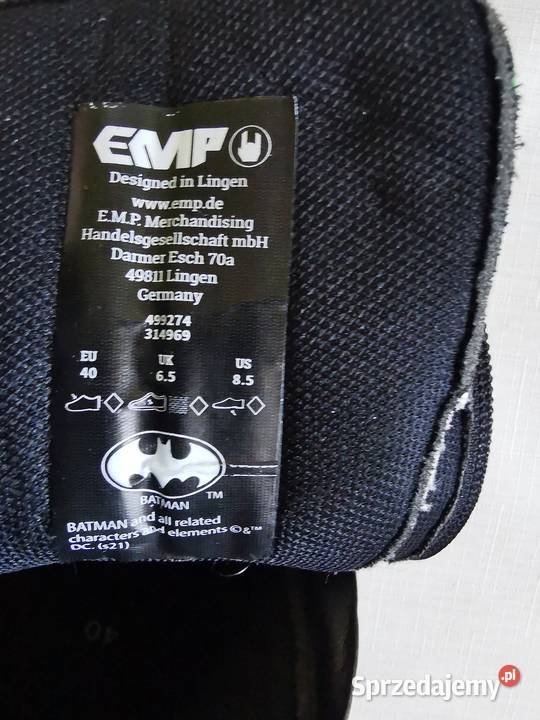 EMP
Designed in Lingen
www.emp.de
E.M.P. Merchandising
Handelsgesellschaft mbH
Darmer Esch 70a
49811 Lingen
Germany
499274
314969
EU UK US
40 6.5 8.5
BATMAN TM
BATMAN and all related
characters and elements ©&™
DC. (s21)
40
Sprzedajemy.pl